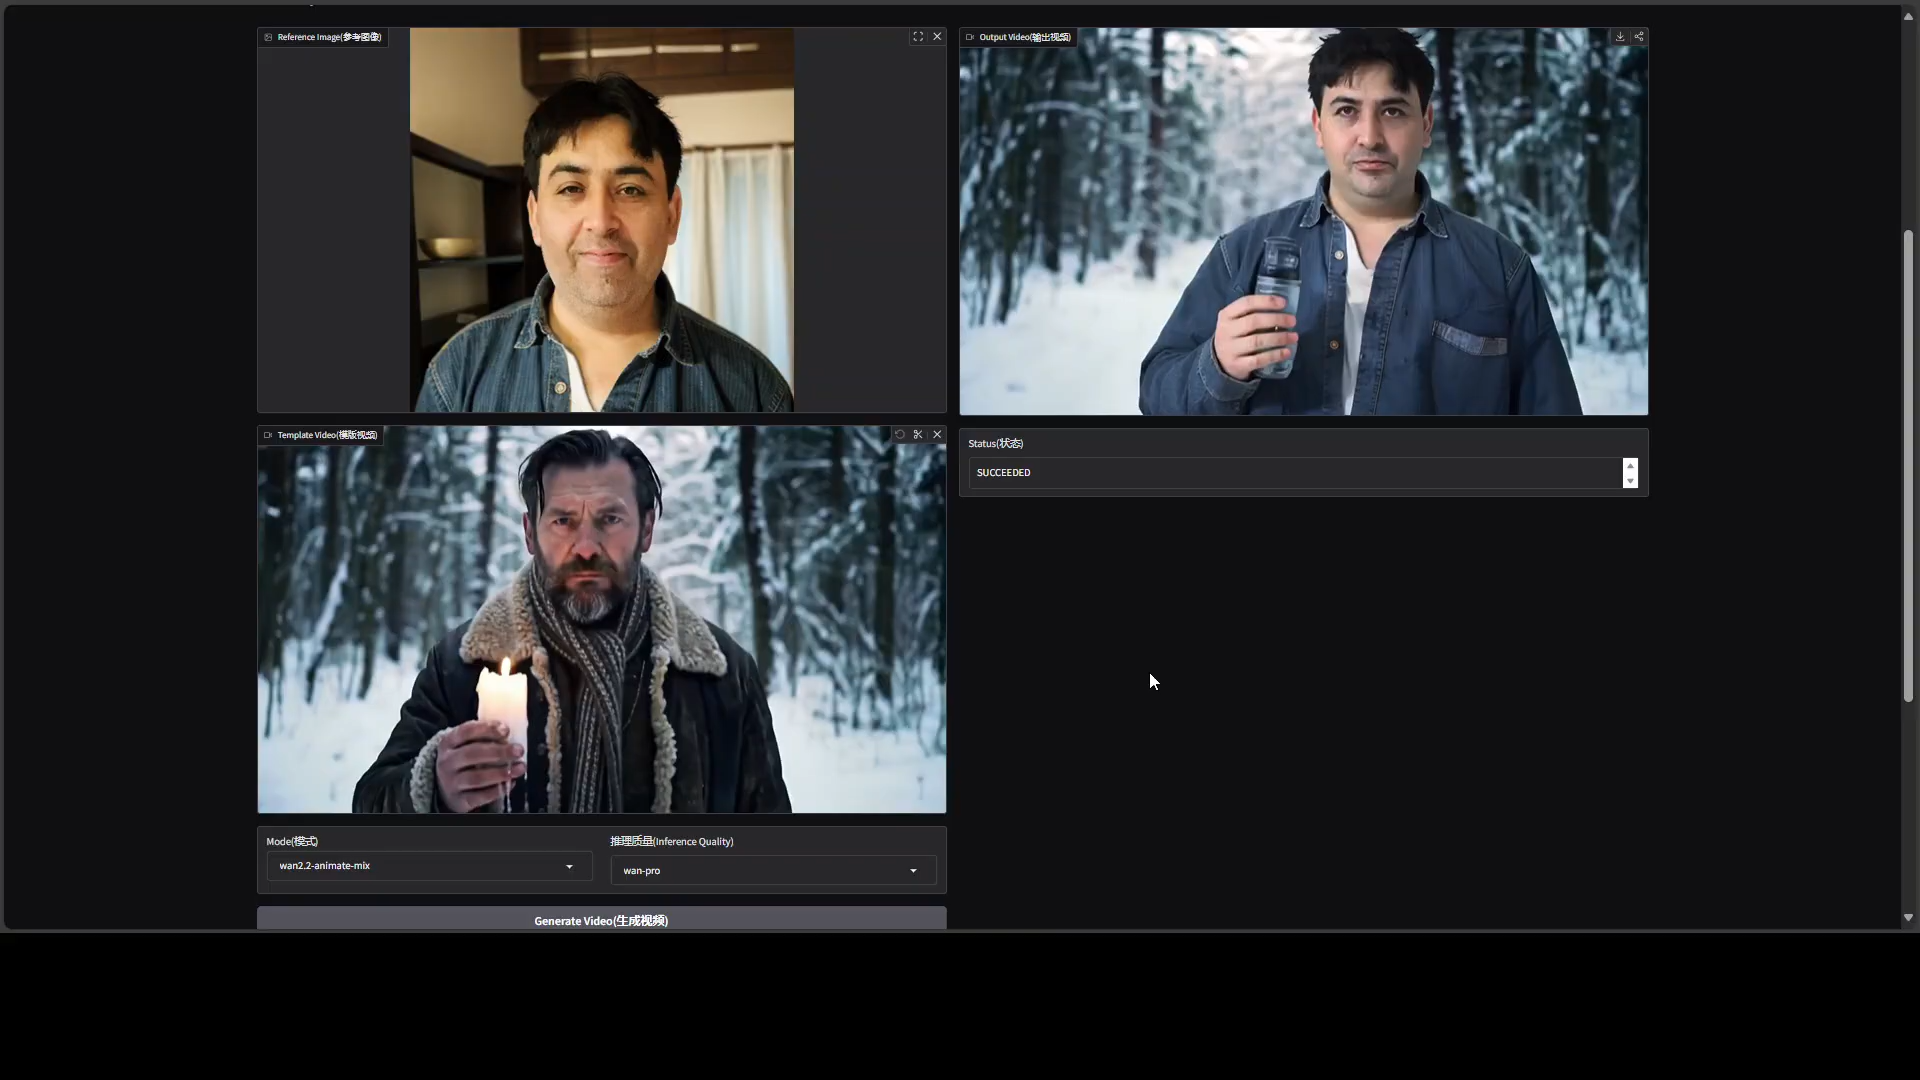 Reference Image(参考图像)
Output Video(输出视频)
Template Video(模版视频)
Status(状态)
SUCCEEDED
Mode(模式)
推理质量(Inference Quality)
wan2.2-animate-mix
wan-pro
Generate Video(生成视频)